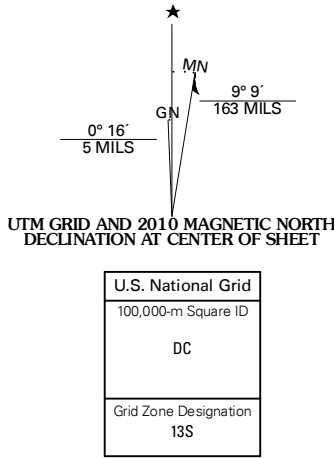 MN
GN
9° 9´
163 MILS
0° 16´
5 MILS
UTM GRID AND 2010 MAGNETIC NORTH
DECLINATION AT CENTER OF SHEET
U.S. National Grid
100,000-m Square ID
DC
Grid Zone Designation
13S